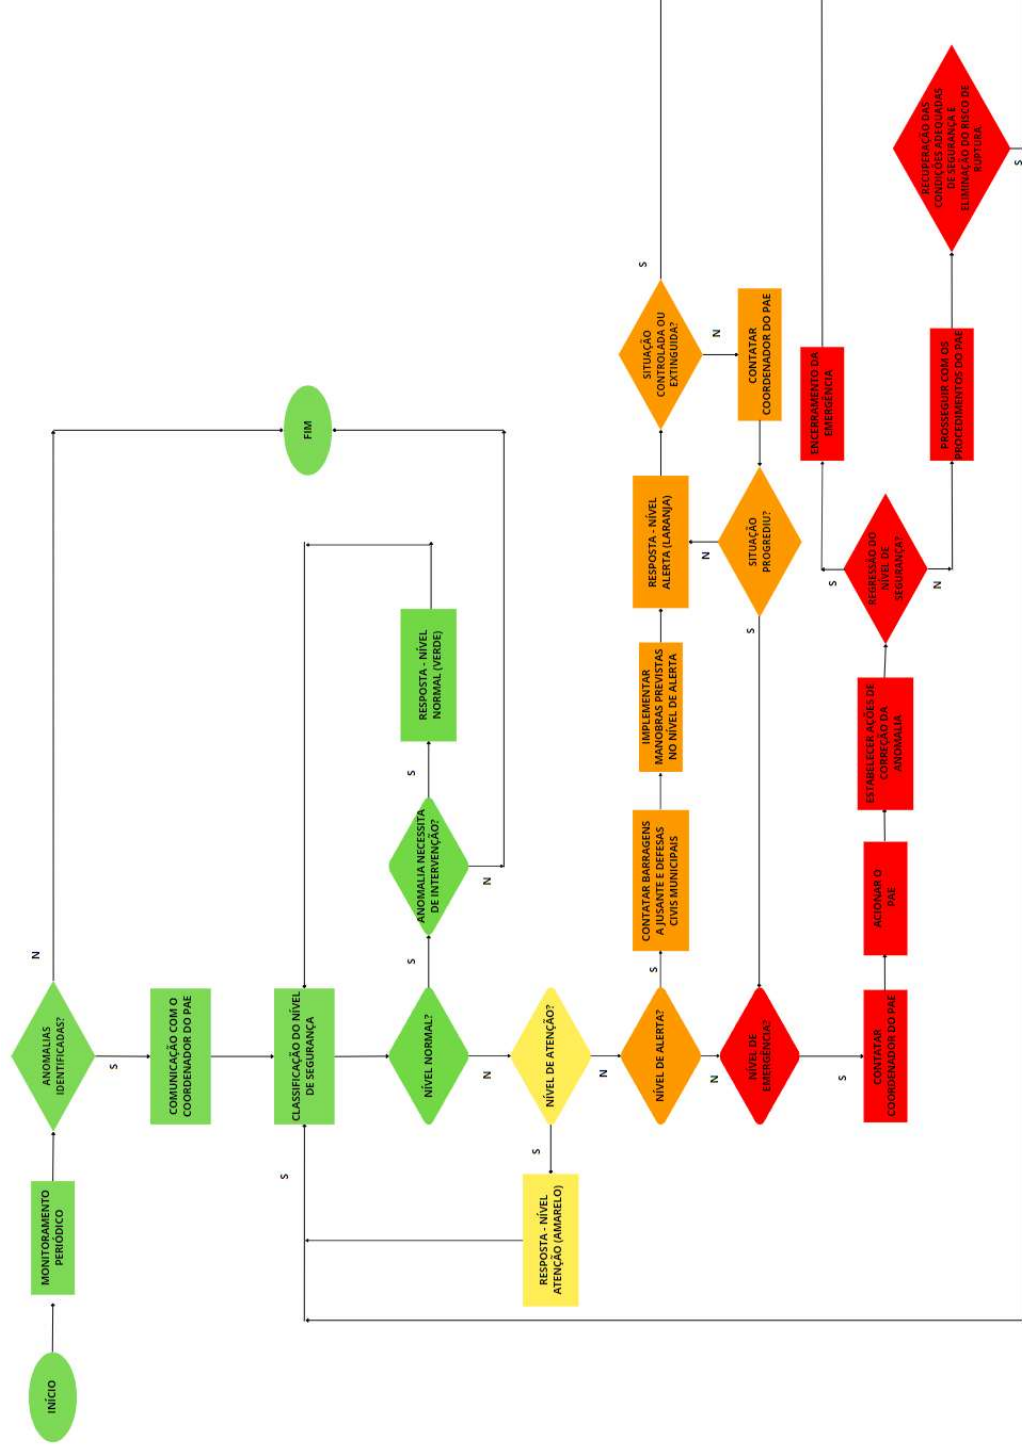 INÍCIO
MONITORAMENTO
PERIÓDICO
ANOMALIAS
IDENTIFICADAS?
N
S
COMUNICAÇÃO COM O
COORDENADOR DO PAE
FIM
S
CLASSIFICAÇÃO DO NÍVEL
DE SEGURANÇA
NÍVEL NORMAL?
S
ANOMALIA NECESSITA
DE INTERVENÇÃO?
S
RESPOSTA - NÍVEL
NORMAL (VERDE)
N
N
NÍVEL DE ATENÇÃO?
S
RESPOSTA - NÍVEL
ATENÇÃO (AMARELO)
N
NÍVEL DE ALERTA?
S
CONTATAR BARRAGENS
A JUSANTE E DEFESAS
CIVIS MUNICIPAIS
IMPLEMENTAR
MANOBRAS PREVISTAS
NO NÍVEL DE ALERTA
RESPOSTA - NÍVEL
ALERTA (LARANJA)
SITUAÇÃO
CONTROLADA OU
EXTINGUIDA?
S
N
CONTATAR
COORDENADOR DO PAE
SITUAÇÃO
PROGREDIU?
N
S
N
NÍVEL DE
EMERGÊNCIA?
S
CONTATAR
COORDENADOR DO PAE
ACIONAR O
PAE
ESTABELECER AÇÕES DE
CORREÇÃO DA
ANOMALIA
REGRESSÃO DO
NÍVEL DE
SEGURANÇA?
S
ENCERRAMENTO DA
EMERGÊNCIA
N
PROSSEGUIR COM OS
PROCEDIMENTOS DO PAE
RECUPERAÇÃO DAS
CONDIÇÕES ADEQUADAS
DE SEGURANÇA E
ELIMINAÇÃO DO RISCO DE
RUPTURA
S